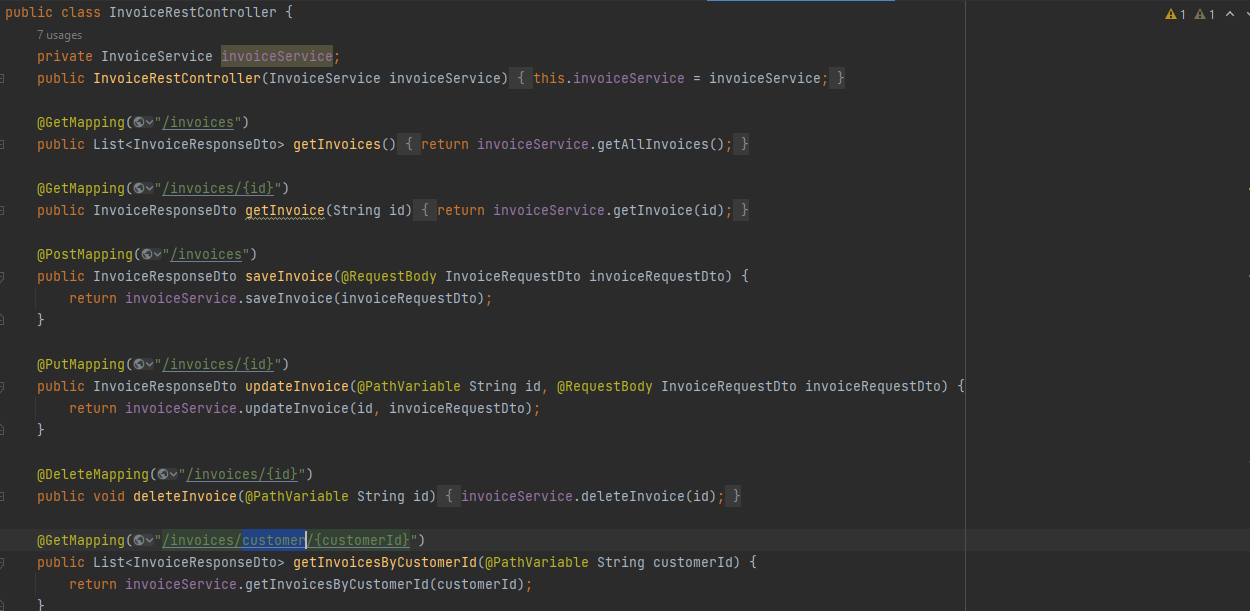 public class InvoiceRestController {
1 1
7 usages
private InvoiceService invoiceService;
public InvoiceRestController(InvoiceService invoiceService) { this.invoiceService = invoiceService; }
@GetMapping("/invoices")
public List<InvoiceResponseDto> getInvoices() { return invoiceService.getAllInvoices(); }
@GetMapping("/invoices/{id}")
public InvoiceResponseDto getInvoice(String id) { return invoiceService.getInvoice(id); }
@PostMapping("/invoices")
public InvoiceResponseDto saveInvoice(@RequestBody InvoiceRequestDto invoiceRequestDto) {
return invoiceService.saveInvoice(invoiceRequestDto);
}
@PutMapping("/invoices/{id}")
public InvoiceResponseDto updateInvoice(@PathVariable String id, @RequestBody InvoiceRequestDto invoiceRequestDto) {
return invoiceService.updateInvoice(id, invoiceRequestDto);
}
@DeleteMapping("/invoices/{id}")
public void deleteInvoice(@PathVariable String id) { invoiceService.deleteInvoice(id); }
@GetMapping("/invoices/customer/{customerId}")
public List<InvoiceResponseDto> getInvoicesByCustomerId(@PathVariable String customerId) {
return invoiceService.getInvoicesByCustomerId(customerId);
}